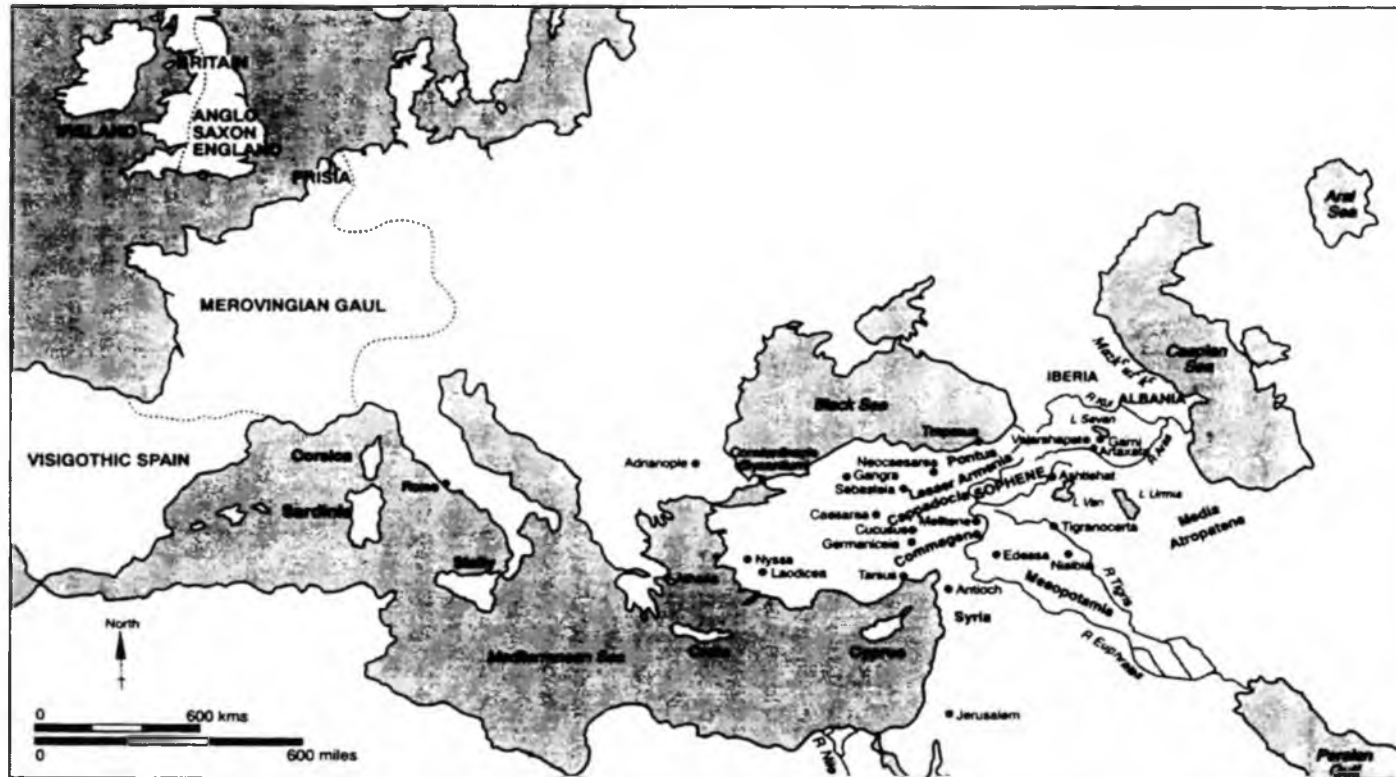 BRITAIN
ANGLO
SAXON
ENGLAND
IRELAND
FRISIA
MEROVINGIAN GAUL
VISIGOTHIC SPAIN
Corsica
Sardinia
Rome
Sicily
Mediterranean Sea
Adrianople
Constantinople
Black Sea
Trapezus
Neocaesarea
Pontus
Gangra
Sebasteia
Lesser Armenia
Cappadocia
SOPHENE
Caesarea
Cucusus
Melitene
Germaniceia
Commagene
Nyssa
Laodicea
Tarsus
Antioch
Syria
Crete
Cyprus
Jerusalem
R Nile
Aral
Sea
Caspian
Sea
IBERIA
ALBANIA
R Kur
L Sevan
Valarshapat
Garni
Artaxata
R Arax
Ashtishat
L Van
L Urmia
Tigranocerta
Media
Atropatene
Edessa
Nisibis
Mesopotamia
R Tigris
R Euphrates
Persian
Gulf
North
0 600 kms
0 600 miles